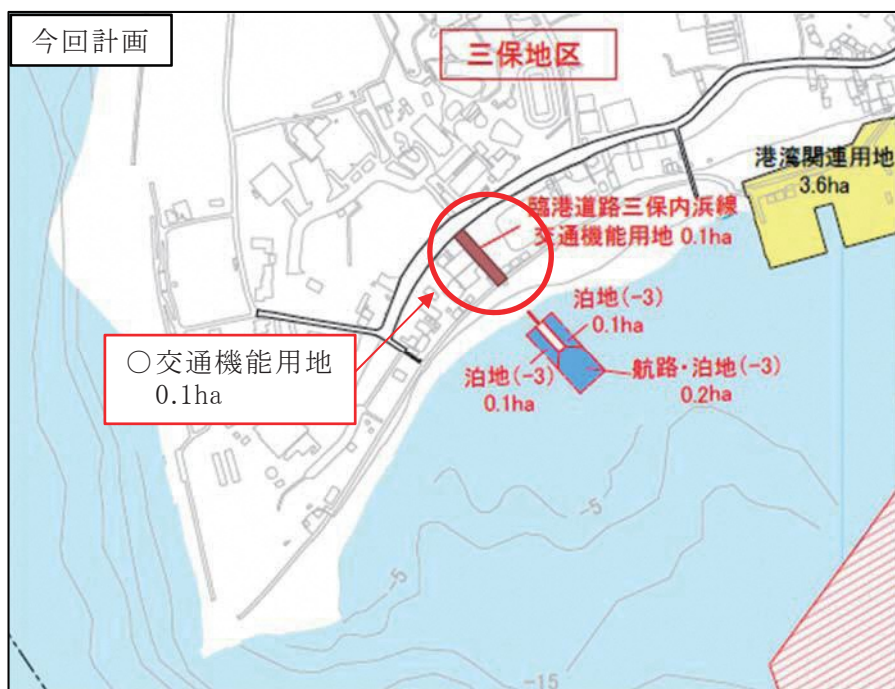 今回計画
三保地区
港湾関連用地
3.6ha
臨港道路三保内浜線
交通機能用地 0.1ha
泊地(-3)
0.1ha
○交通機能用地
0.1ha
泊地(-3)
0.1ha
航路・泊地(-3)
0.2ha
-5
-5
-15